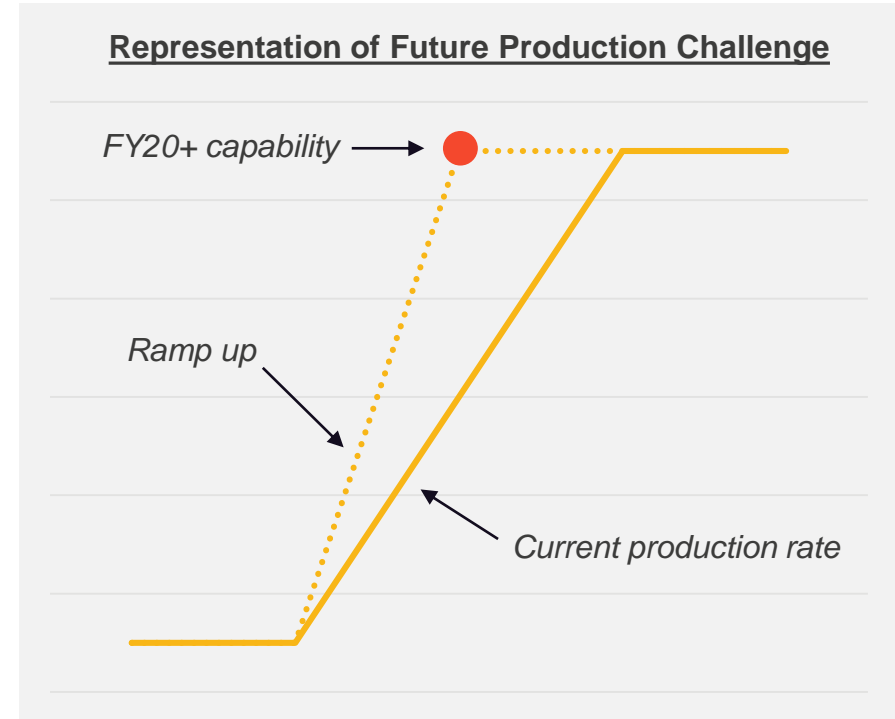 Representation of Future Production Challenge
FY20+ capability
Ramp up
Current production rate